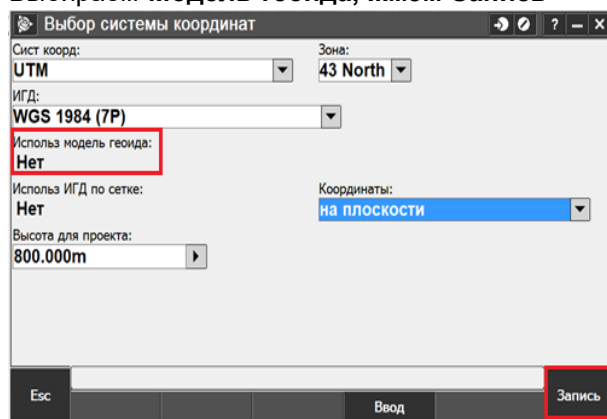 Выбор системы координат ? – ×
Сист коорд: Зона:
UTM 43 North
ИГД:
WGS 1984 (7P)
Использ модель геоида:
Нет
Использ ИГД по сетке: Координаты:
Нет на плоскости
Высота для проекта:
800.000m
Esc Ввод Запись